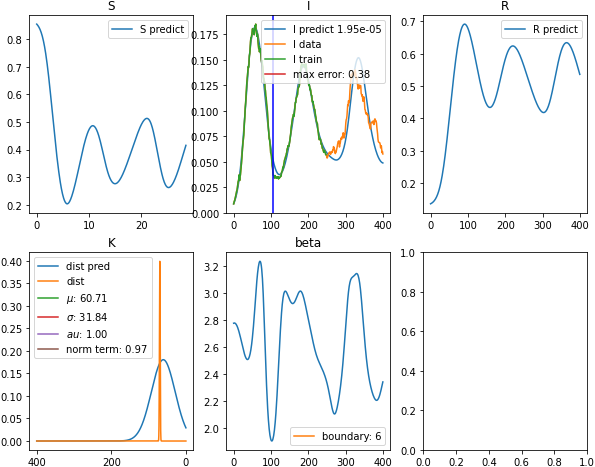 S
I
R
S predict
I predict 1.95e-05
I data
I train
max error: 0.38
R predict
0.8
0.7
0.6
0.5
0.4
0.3
0.2
0.175
0.150
0.125
0.100
0.075
0.050
0.025
0.000
0.7
0.6
0.5
0.4
0.3
0.2
0 10 20
0 100 200 300 400
0 100 200 300 400
K
beta
dist pred
dist
μ: 60.71
σ: 31.84
au: 1.00
norm term: 0.97
boundary: 6
0.40
0.35
0.30
0.25
0.20
0.15
0.10
0.05
0.00
3.2
3.0
2.8
2.6
2.4
2.2
2.0
1.0
0.8
0.6
0.4
0.2
0.0
400 200 0
0 100 200 300 400
0.0 0.2 0.4 0.6 0.8 1.0